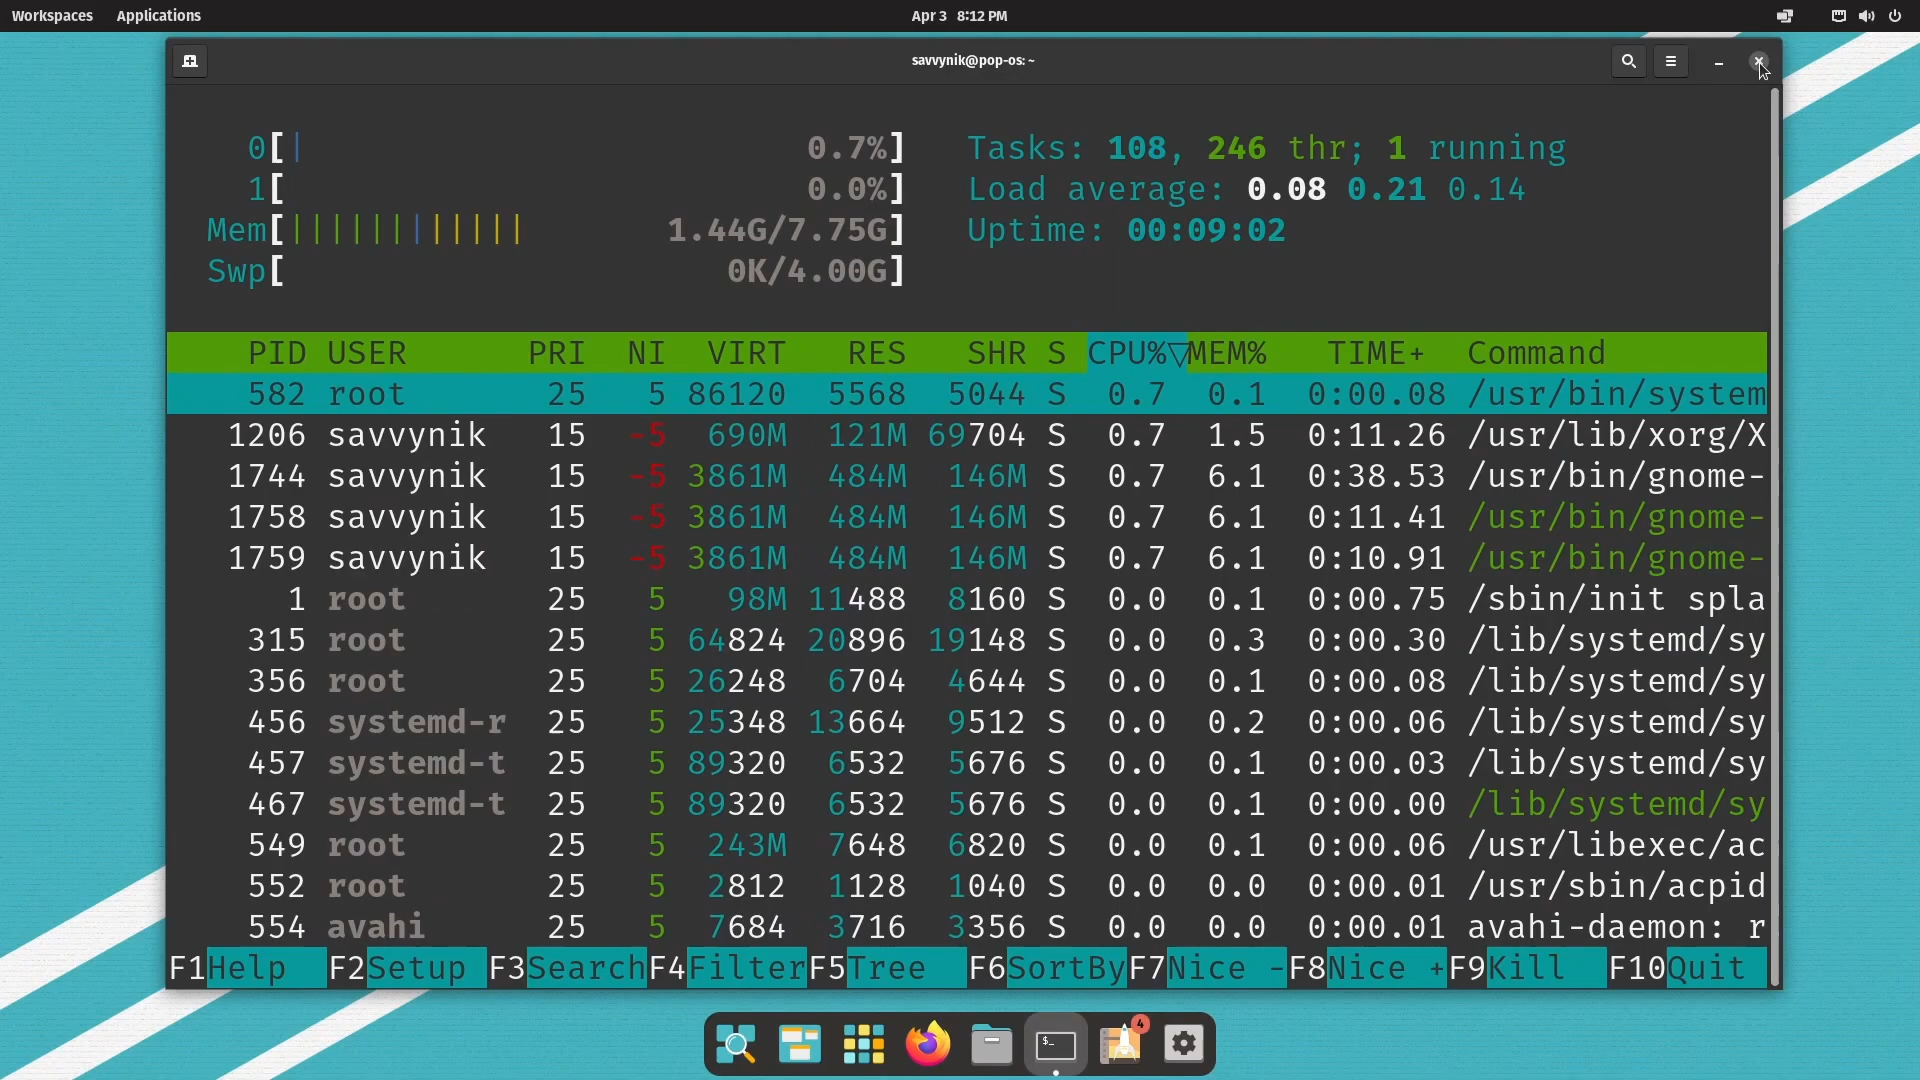 Workspaces Applications Apr 3 8:12 PM
savvynik@pop-os: ~
0[| 0.7%] Tasks: 108, 246 thr; 1 running
1[ 0.0%] Load average: 0.08 0.21 0.14
Mem[|||||||||||| 1.44G/7.75G] Uptime: 00:09:02
Swp[ 0K/4.00G]
PID USER PRI NI VIRT RES SHR S CPU%▽MEM% TIME+ Command
582 root 25 5 86120 5568 5044 S 0.7 0.1 0:00.08 /usr/bin/system
1206 savvynik 15 -5 690M 121M 69704 S 0.7 1.5 0:11.26 /usr/lib/xorg/X
1744 savvynik 15 -5 3861M 484M 146M S 0.7 6.1 0:38.53 /usr/bin/gnome-
1758 savvynik 15 -5 3861M 484M 146M S 0.7 6.1 0:11.41 /usr/bin/gnome-
1759 savvynik 15 -5 3861M 484M 146M S 0.7 6.1 0:10.91 /usr/bin/gnome-
1 root 25 5 98M 11488 8160 S 0.0 0.1 0:00.75 /sbin/init spla
315 root 25 5 64824 20896 19148 S 0.0 0.3 0:00.30 /lib/systemd/sy
356 root 25 5 26248 6704 4644 S 0.0 0.1 0:00.08 /lib/systemd/sy
456 systemd-r 25 5 25348 13664 9512 S 0.0 0.2 0:00.06 /lib/systemd/sy
457 systemd-t 25 5 89320 6532 5676 S 0.0 0.1 0:00.03 /lib/systemd/sy
467 systemd-t 25 5 89320 6532 5676 S 0.0 0.1 0:00.00 /lib/systemd/sy
549 root 25 5 243M 7648 6820 S 0.0 0.1 0:00.06 /usr/libexec/ac
552 root 25 5 2812 1128 1040 S 0.0 0.0 0:00.01 /usr/sbin/acpid
554 avahi 25 5 7684 3716 3356 S 0.0 0.0 0:00.01 avahi-daemon: r
F1Help F2Setup F3SearchF4FilterF5Tree F6SortByF7Nice -F8Nice +F9Kill F10Quit
$_ 4